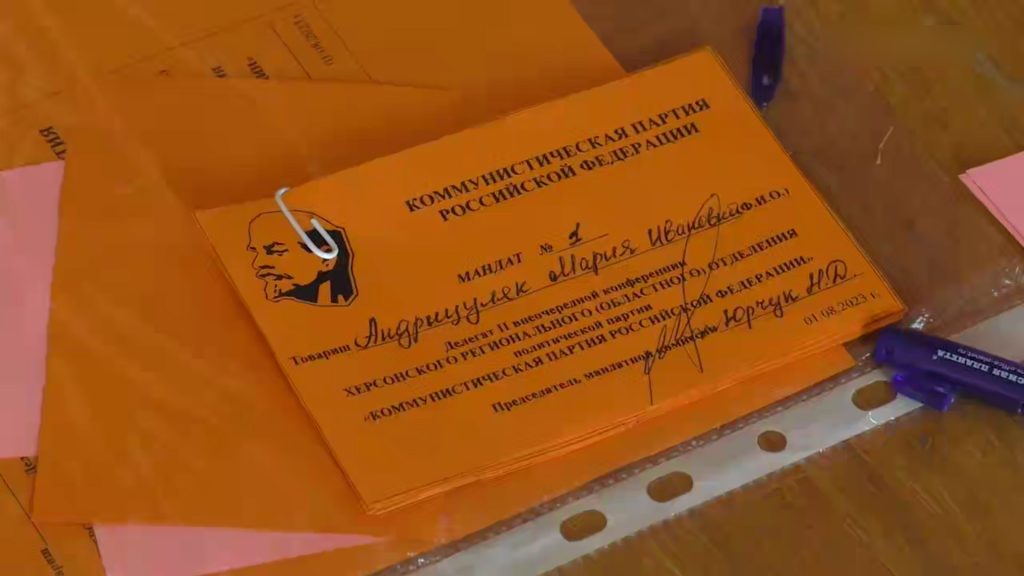 КОММУНИСТИЧЕСКАЯ ПАРТИЯ
РОССИЙСКОЙ ФЕДЕРАЦИИ
МАНДАТ № 1
Товарищ Андрыцуляк Мария Ивановна (Ф.И.О.)
Делегат II внеочередной конференции
ХЕРСОНСКОГО РЕГИОНАЛЬНОГО (ОБЛАСТНОГО) ОТДЕЛЕНИЯ
политической партии
«КОММУНИСТИЧЕСКАЯ ПАРТИЯ РОССИЙСКОЙ ФЕДЕРАЦИИ»
Председатель мандатной комиссии Юрчук Н.Д
01.08.2023 г.